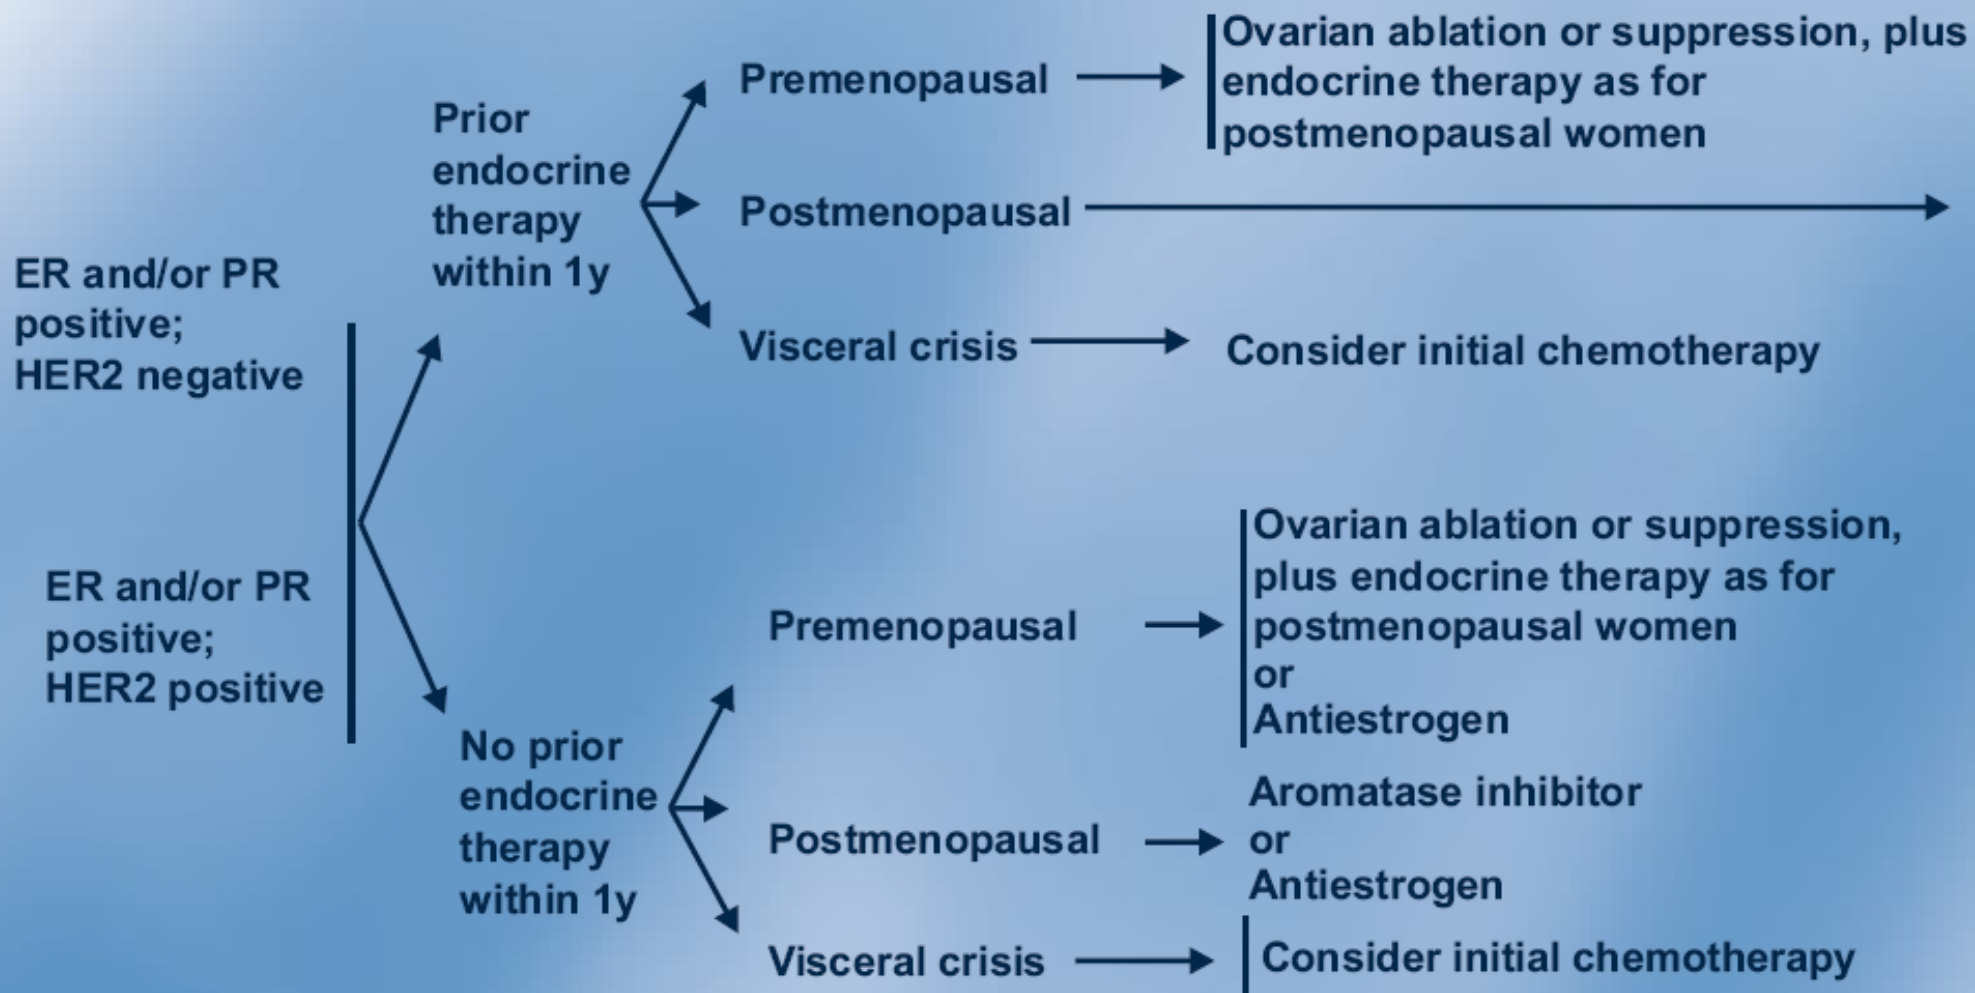 Ovarian ablation or suppression, plus
endocrine therapy as for
postmenopausal women
Premenopausal
Prior
endocrine
therapy
within 1y
Postmenopausal
ER and/or PR
positive;
HER2 negative
Visceral crisis
Consider initial chemotherapy
Ovarian ablation or suppression,
plus endocrine therapy as for
postmenopausal women
or
Antiestrogen
ER and/or PR
positive;
HER2 positive
Premenopausal
No prior
endocrine
therapy
within 1y
Aromatase inhibitor
or
Antiestrogen
Postmenopausal
Visceral crisis
Consider initial chemotherapy